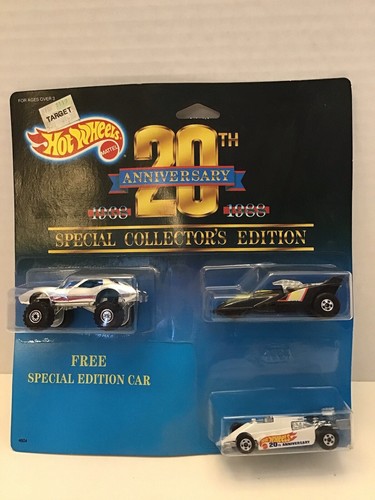 FOR AGES OVER 3
TARGET
HOT WHEELS
MATTEL
20TH
ANNIVERSARY
1968 1988
SPECIAL COLLECTOR'S EDITION
FREE
SPECIAL EDITION CAR
20th ANNIVERSARY